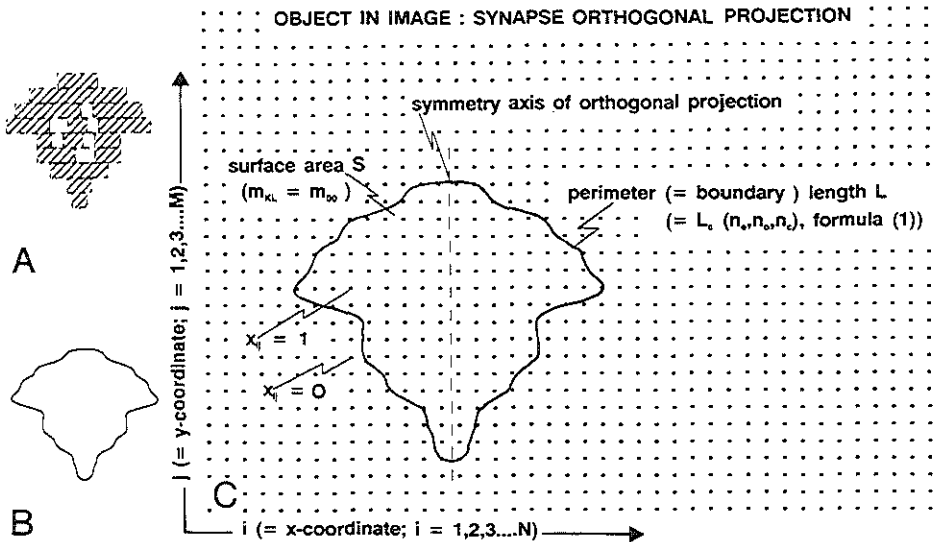 OBJECT IN IMAGE : SYNAPSE ORTHOGONAL PROJECTION
symmetry axis of orthogonal projection
surface area S
(m_KL = m_00)
perimeter (= boundary ) length L
(= L_c (n_e,n_o,n_c), formula (1))
A
x_ij = 1
x_ij = O
B
C
j (= y-coordinate; j = 1,2,3....M)
i (= x-coordinate; i = 1,2,3....N)